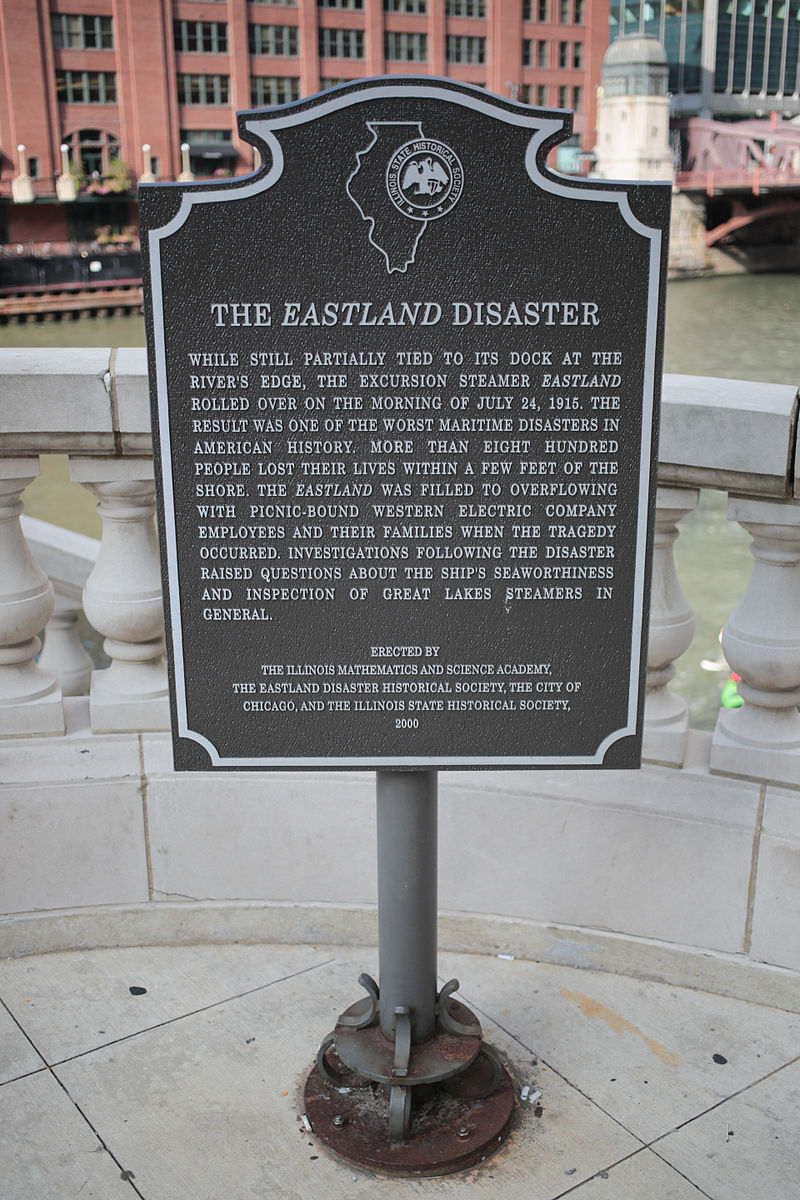 ILLINOIS STATE HISTORICAL SOCIETY
THE EASTLAND DISASTER
WHILE STILL PARTIALLY TIED TO ITS DOCK AT THE
RIVER'S EDGE, THE EXCURSION STEAMER EASTLAND
ROLLED OVER ON THE MORNING OF JULY 24, 1915. THE
RESULT WAS ONE OF THE WORST MARITIME DISASTERS IN
AMERICAN HISTORY. MORE THAN EIGHT HUNDRED
PEOPLE LOST THEIR LIVES WITHIN A FEW FEET OF THE
SHORE. THE EASTLAND WAS FILLED TO OVERFLOWING
WITH PICNIC-BOUND WESTERN ELECTRIC COMPANY
EMPLOYEES AND THEIR FAMILIES WHEN THE TRAGEDY
OCCURRED. INVESTIGATIONS FOLLOWING THE DISASTER
RAISED QUESTIONS ABOUT THE SHIP'S SEAWORTHINESS
AND INSPECTION OF GREAT LAKES STEAMERS IN
GENERAL.
ERECTED BY
THE ILLINOIS MATHEMATICS AND SCIENCE ACADEMY,
THE EASTLAND DISASTER HISTORICAL SOCIETY, THE CITY OF
CHICAGO, AND THE ILLINOIS STATE HISTORICAL SOCIETY,
2000